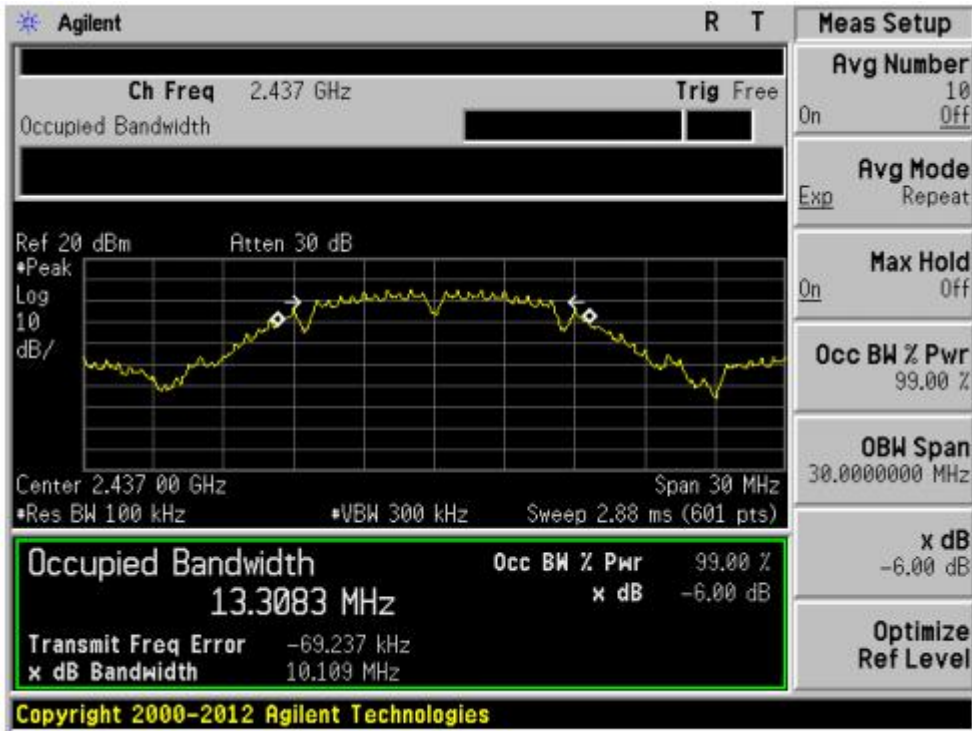 Agilent R T
Ch Freq 2.437 GHz Trig Free
Occupied Bandwidth
Ref 20 dBm Atten 30 dB
#Peak
Log
10
dB/
Center 2.437 00 GHz Span 30 MHz
#Res BW 100 kHz #VBW 300 kHz Sweep 2.88 ms (601 pts)
Occupied Bandwidth
13.3083 MHz
Occ BW % Pwr 99.00 %
x dB -6.00 dB
Transmit Freq Error -69.237 kHz
x dB Bandwidth 10.109 MHz
Copyright 2000-2012 Agilent Technologies
Meas Setup
Avg Number
10
On Off
Avg Mode
Exp Repeat
Max Hold
On Off
Occ BW % Pwr
99.00 %
OBW Span
30.0000000 MHz
x dB
-6.00 dB
Optimize
Ref Level